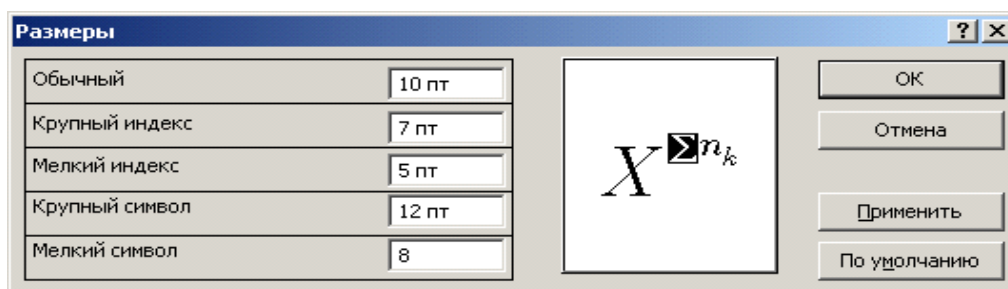 Размеры
Обычный 10 пт
Крупный индекс 7 пт
Мелкий индекс 5 пт
Крупный символ 12 пт
Мелкий символ 8
X Σ n k
ОК
Отмена
Применить
По умолчанию